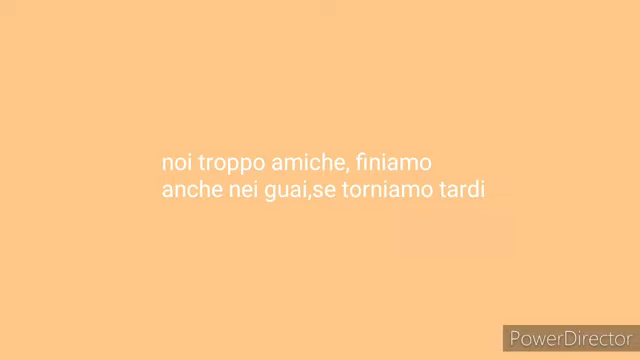 noi troppo amiche, finiamo
anche nei guai,se torniamo tardi
PowerDirector